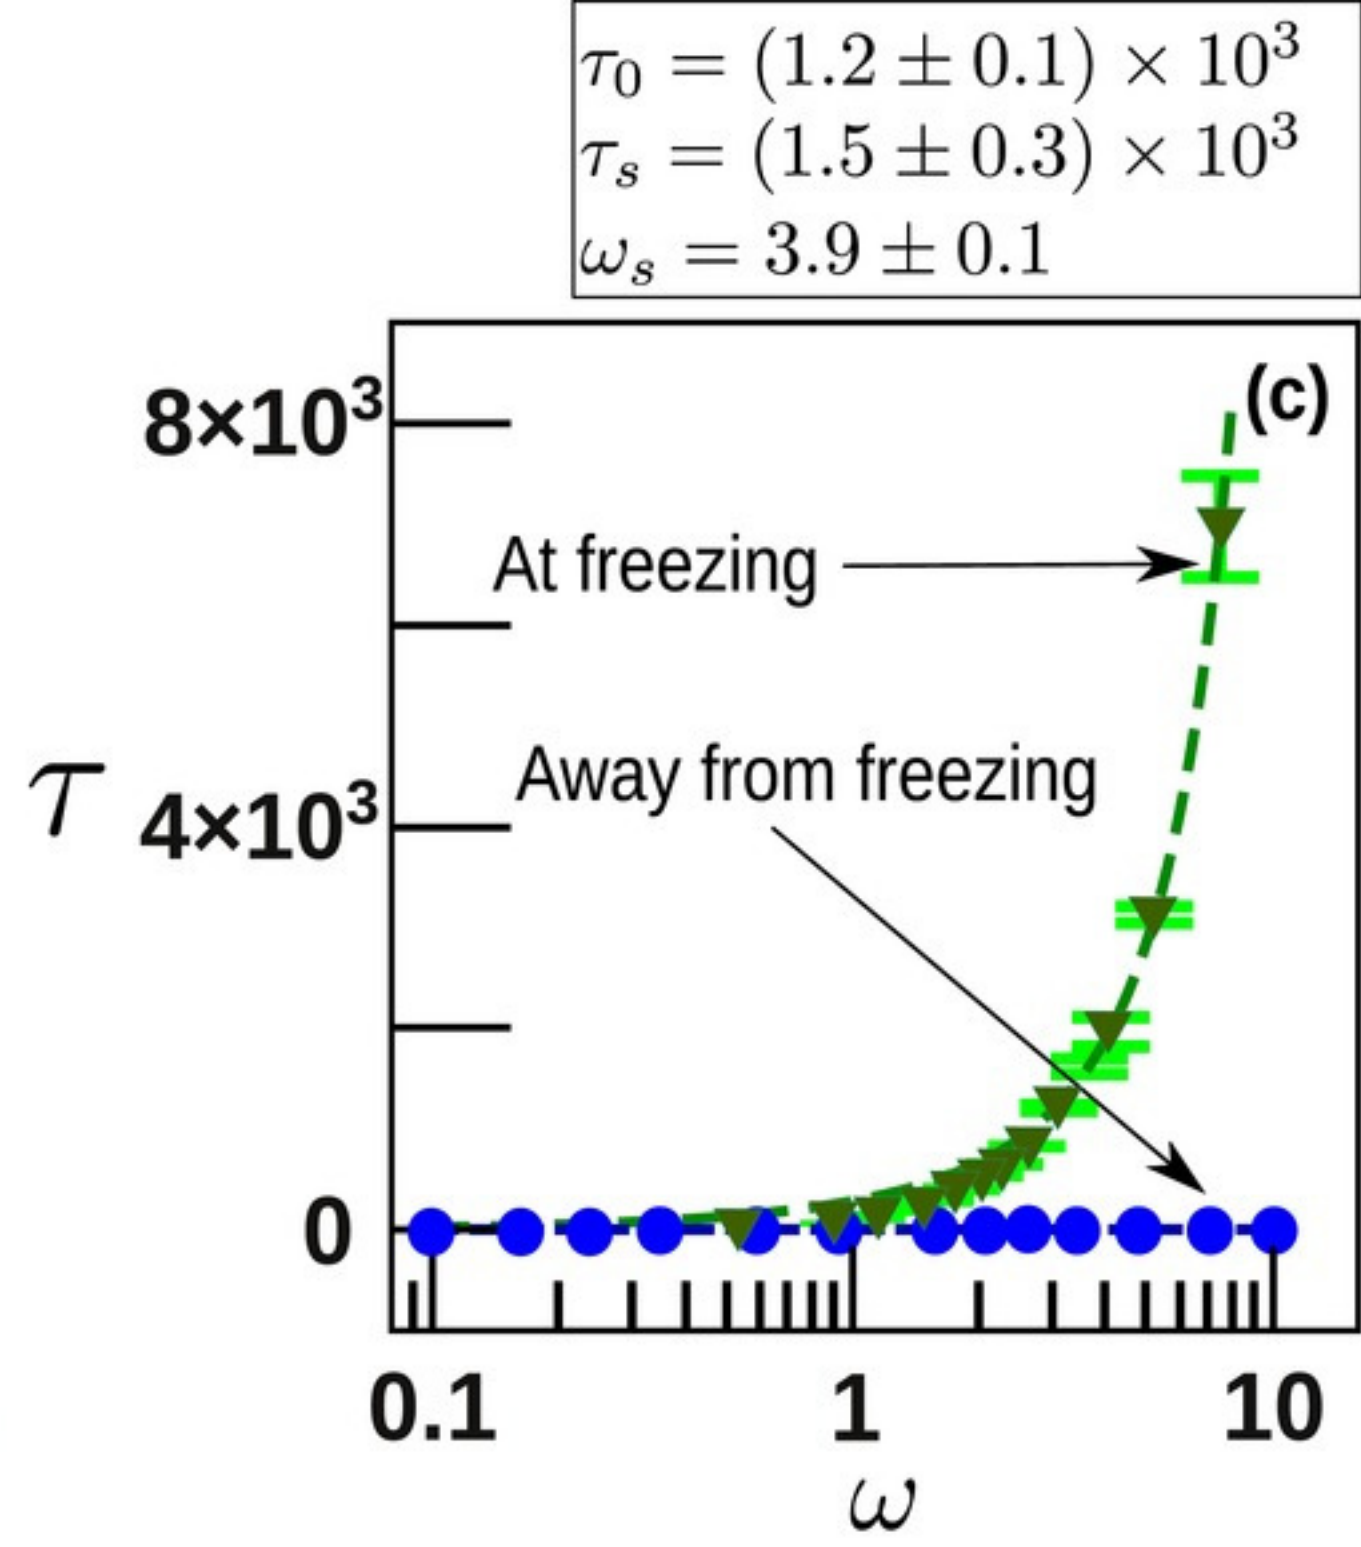 τ₀ = (1.2 ± 0.1) × 10³
τₛ = (1.5 ± 0.3) × 10³
ωₛ = 3.9 ± 0.1
(c)
8×10³
At freezing
Away from freezing
τ
4×10³
0
0.1 1 10
ω